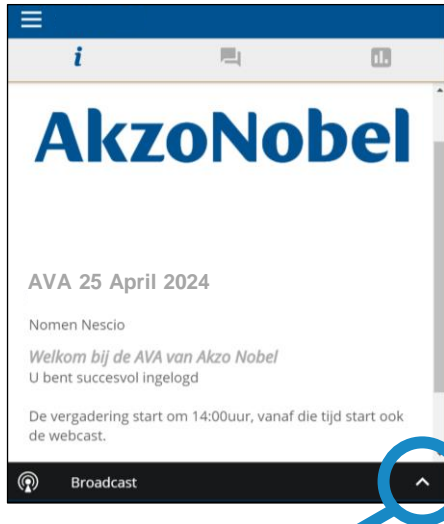 i
AkzoNobel
AVA 25 April 2024
Nomen Nescio
Welkom bij de AVA van Akzo Nobel
U bent succesvol ingelogd
De vergadering start om 14:00uur, vanaf die tijd start ook
de webcast.
Broadcast